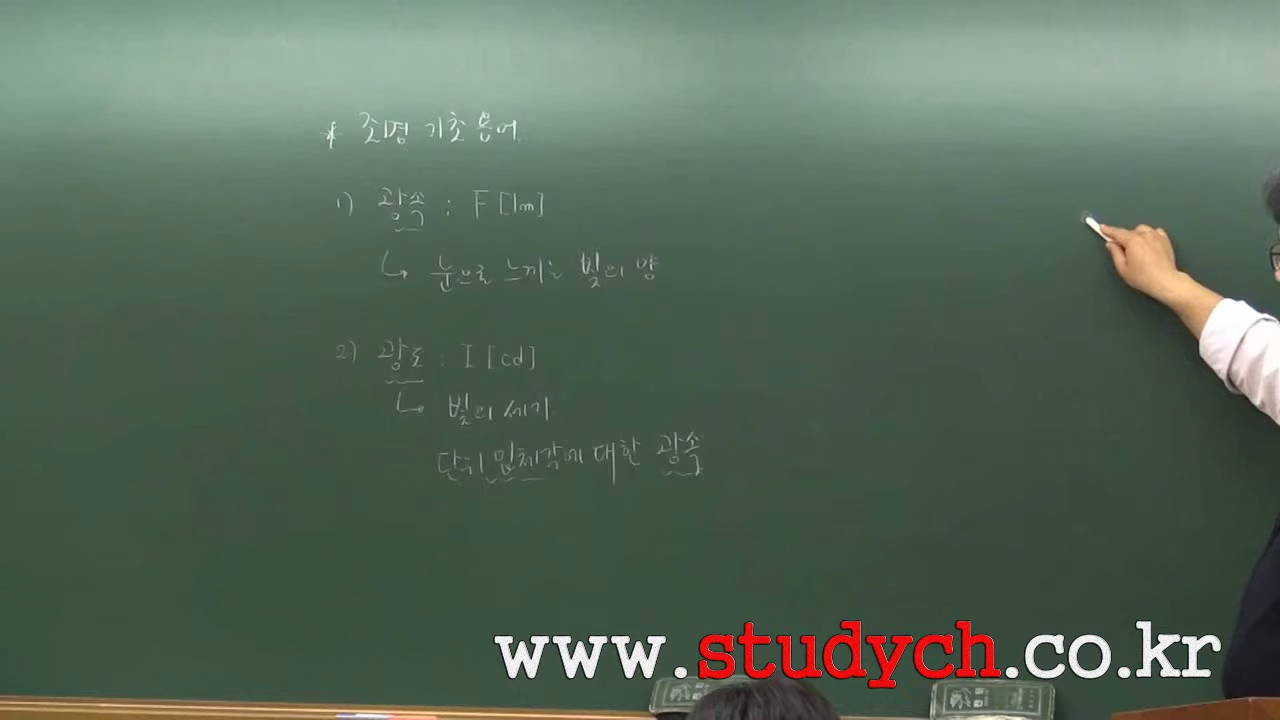 * 조명 기초 용어.
1) 광속 : F [lm]
↳ 눈으로 느끼는 빛의 양
2) 광도 : I [cd]
↳ 빛의 세기
단위 입체각에 대한 광속
www.studych.co.kr